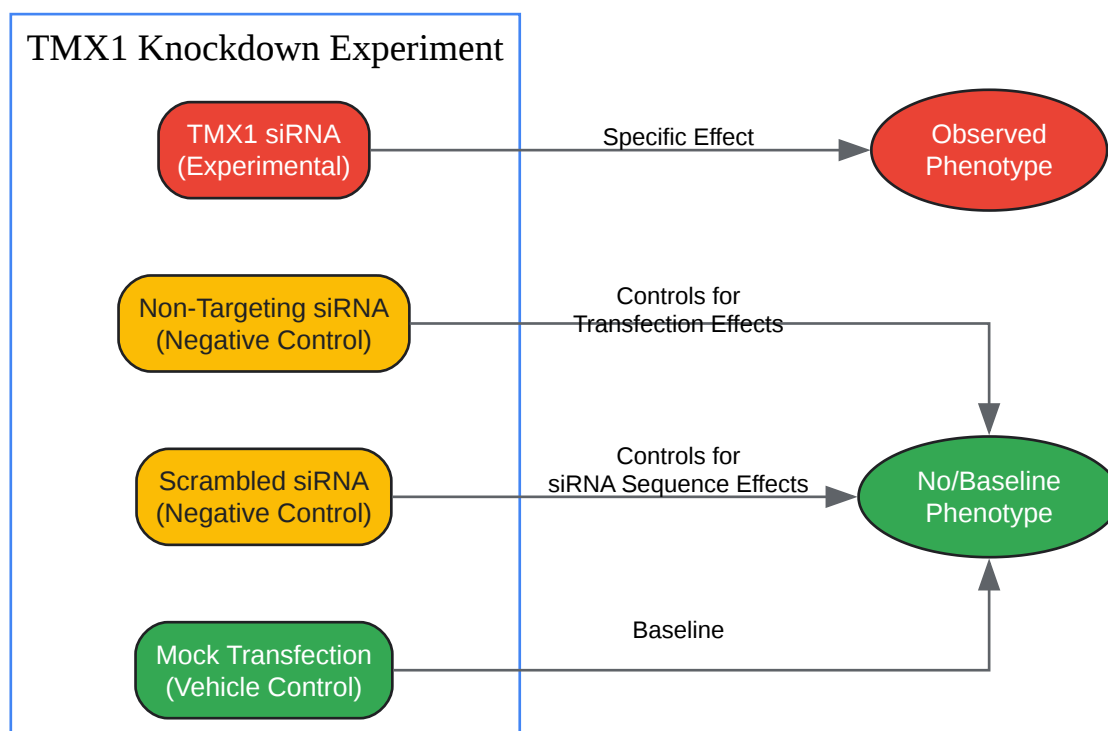 TMX1 Knockdown Experiment
TMX1 siRNA
(Experimental)
Specific Effect
Observed
Phenotype
Non-Targeting siRNA
(Negative Control)
Controls for
Transfection Effects
Scrambled siRNA
(Negative Control)
Controls for
siRNA Sequence Effects
No/Baseline
Phenotype
Mock Transfection
(Vehicle Control)
Baseline